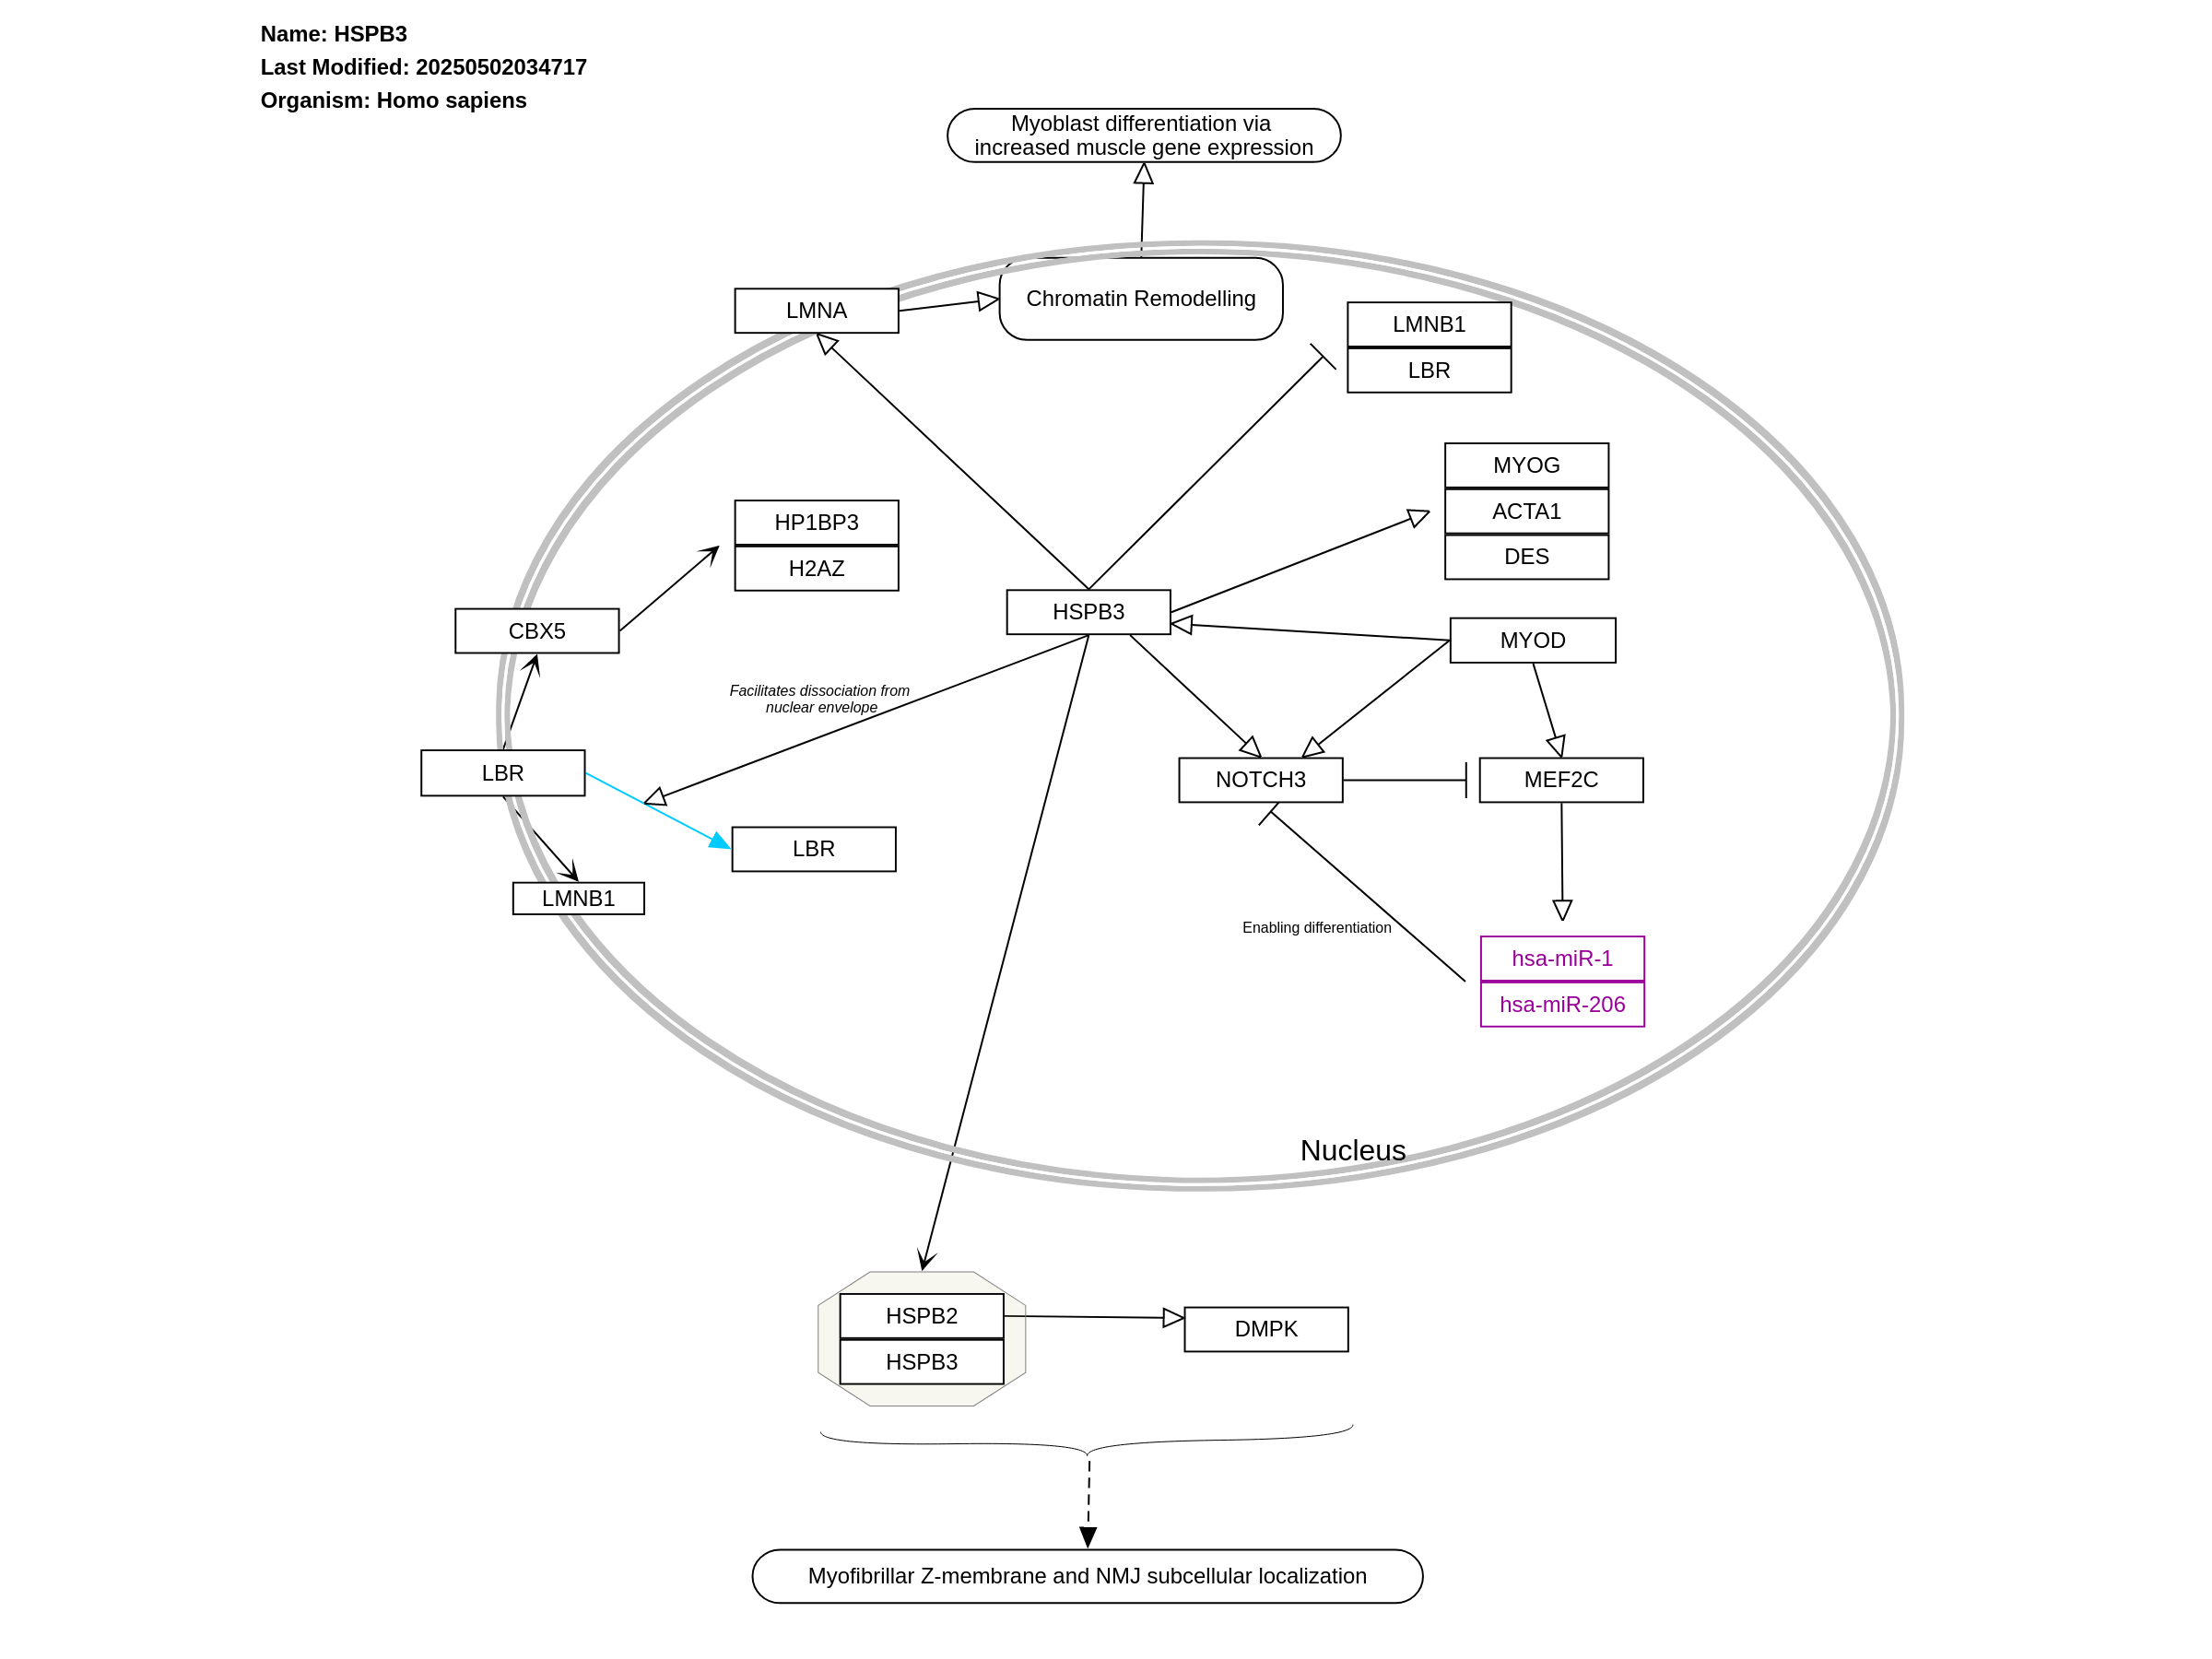 Name: HSPB3
Last Modified: 20250502034717
Organism: Homo sapiens
Myoblast differentiation via
increased muscle gene expression
Chromatin Remodelling
LMNA
LMNB1
LBR
MYOG
ACTA1
DES
HP1BP3
H2AZ
HSPB3
CBX5
MYOD
Facilitates dissociation from
nuclear envelope
LBR
NOTCH3
MEF2C
LBR
LMNB1
Enabling differentiation
hsa-miR-1
hsa-miR-206
Nucleus
HSPB2
HSPB3
DMPK
Myofibrillar Z-membrane and NMJ subcellular localization